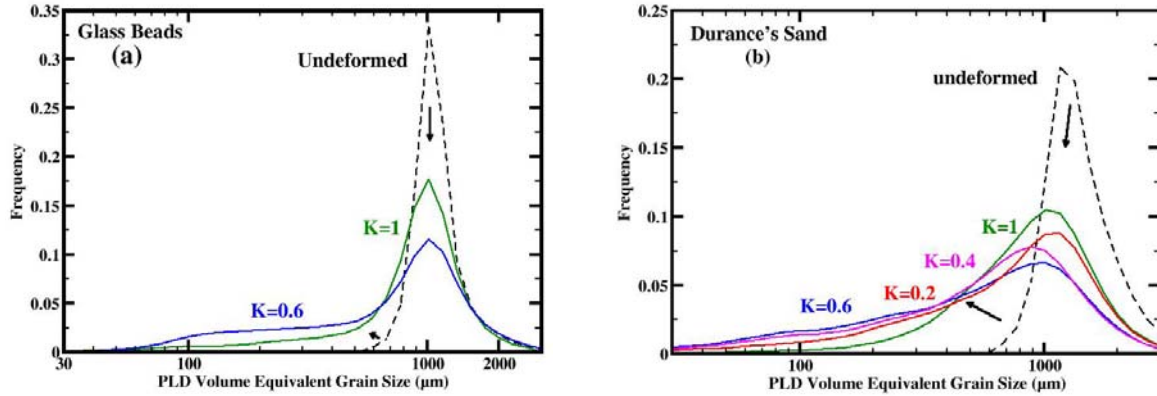 Glass Beads
(a)
Undeformed
K=1
K=0.6
0.35
0.3
0.25
0.2
0.15
0.1
0.05
0
Frequency
30
100
1000
2000
PLD Volume Equivalent Grain Size (μm)
Durance's Sand
(b)
undeformed
K=1
K=0.4
K=0.2
K=0.6
0.25
0.2
0.15
0.1
0.05
0
Frequency
100
1000
PLD Volume Equivalent Grain Size (μm)